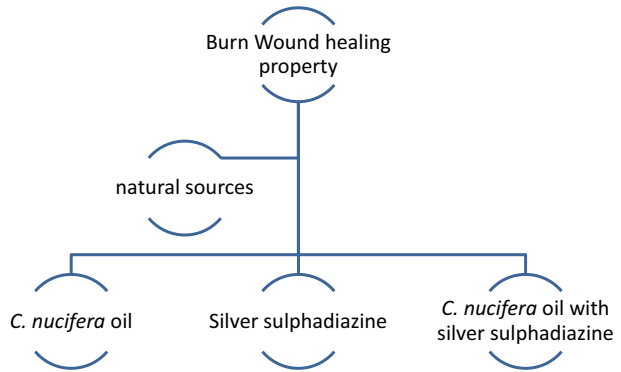 Burn Wound healing
property
natural sources
C. nucifera oil
Silver sulphadiazine
C. nucifera oil with
silver sulphadiazine